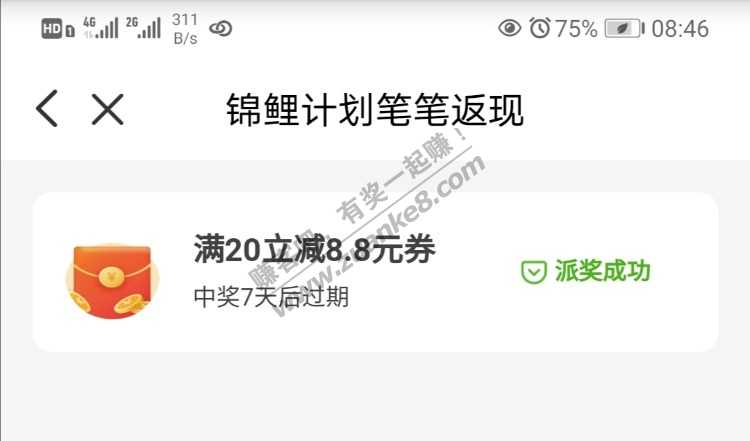 HD 1 4G 2G 311 B/s 75% 08:46
锦鲤计划笔笔返现
满20立减8.8元券
派奖成功
中奖7天后过期
赚客吧，有奖一起赚！
www.zuanke8.com